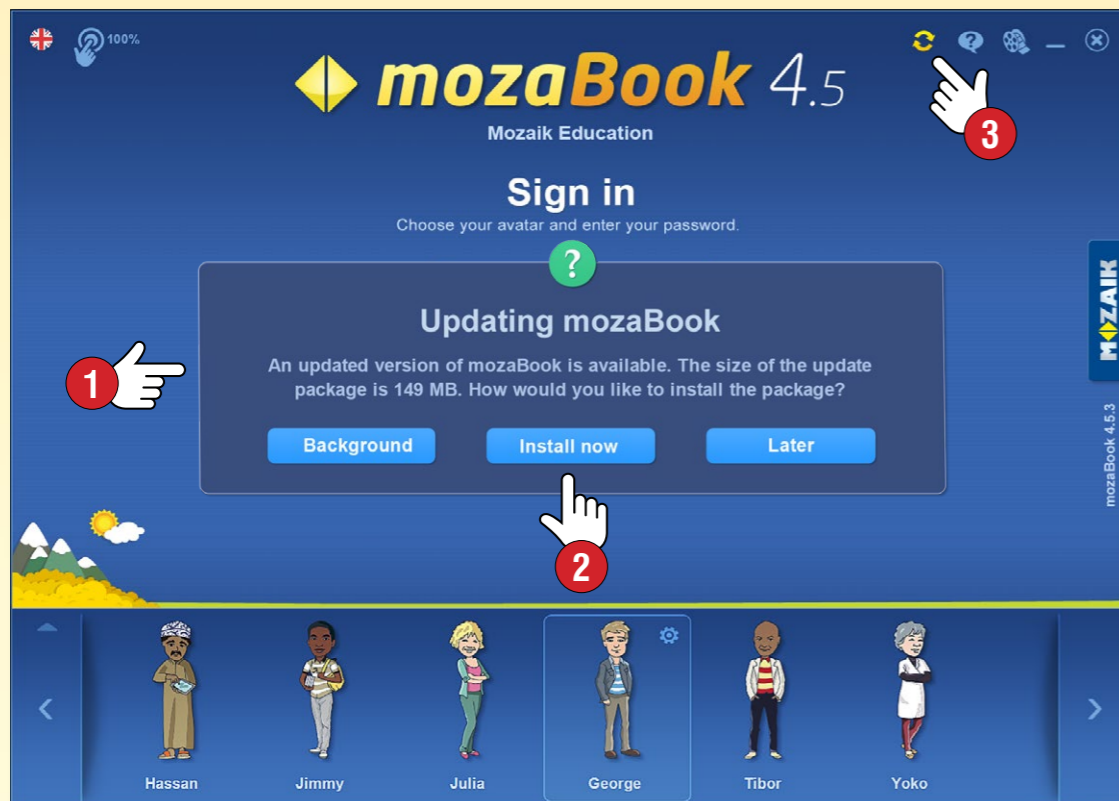 100%
mozaBook 4.5
Mozaik Education
3
Sign in
Choose your avatar and enter your password.
?
Updating mozaBook
An updated version of mozaBook is available. The size of the update
package is 149 MB. How would you like to install the package?
1
Background
Install now
Later
2
MOZAIK
mozaBook 4.5.3
Hassan
Jimmy
Julia
George
Tibor
Yoko